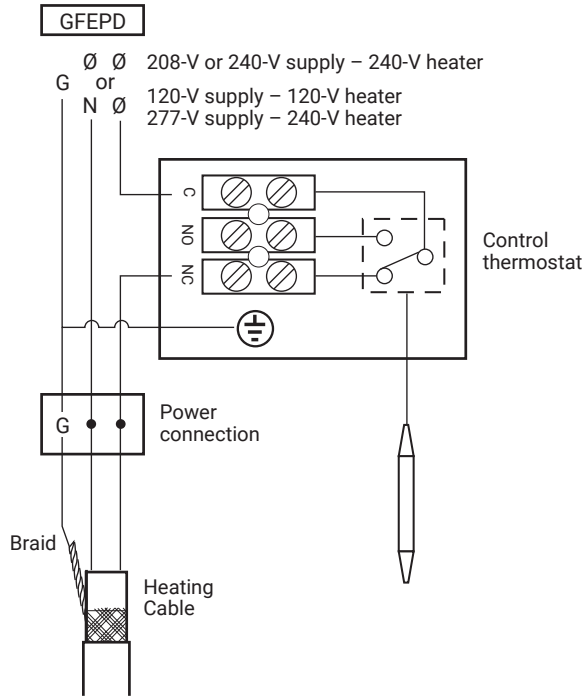 GFEPD
Ø Ø 208-V or 240-V supply – 240-V heater
G or
N Ø 120-V supply – 120-V heater
277-V supply – 240-V heater
C
NO
NC
Control
thermostat
G
Power
connection
Braid
Heating
Cable